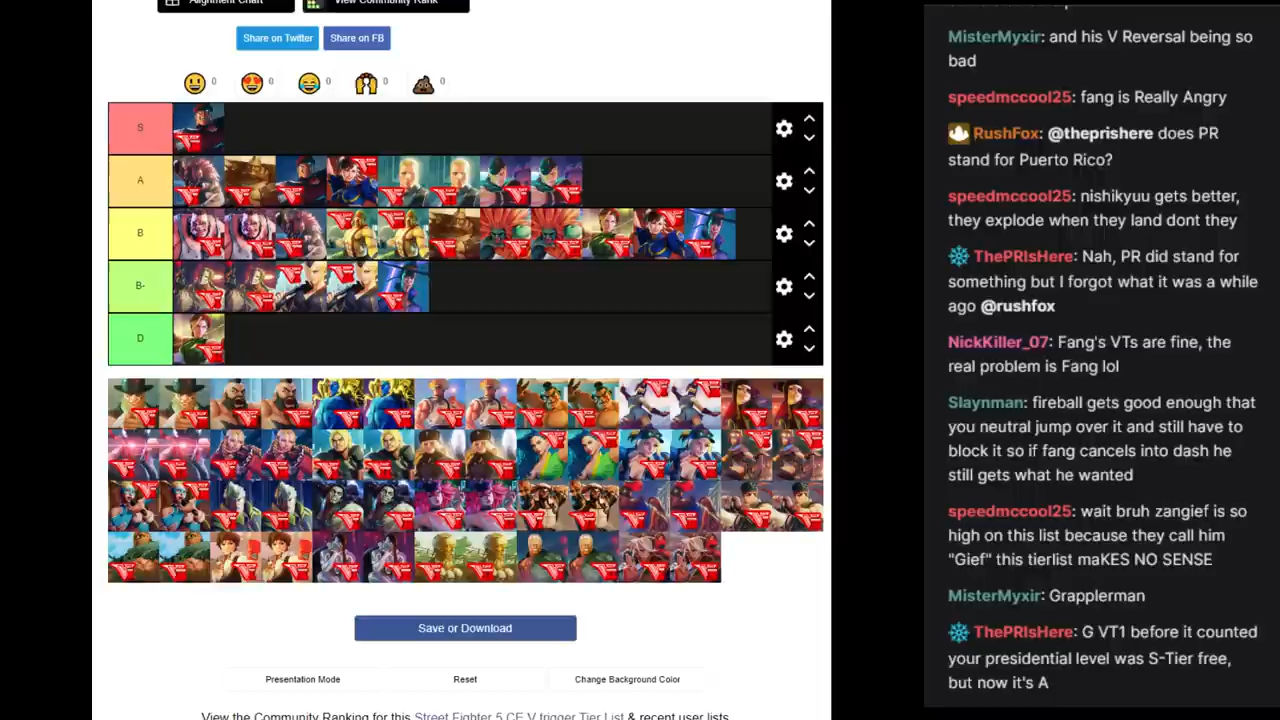 Alignment Chart
View Community Rank
Share on Twitter
Share on FB
0
0
0
0
0
S
A
B
B-
D
Save or Download
Presentation Mode
Reset
Change Background Color
View the Community Ranking for this Street Fighter 5 CE V trigger Tier List & recent user lists
MisterMyxir: and his V Reversal being so
bad
speedmccool25: fang is Really Angry
RushFox: @theprishere does PR
stand for Puerto Rico?
speedmccool25: nishikyuu gets better,
they explode when they land dont they
ThePRIsHere: Nah, PR did stand for
something but I forgot what it was a while
ago @rushfox
NickKiller_07: Fang's VTs are fine, the
real problem is Fang lol
Slaynman: fireball gets good enough that
you neutral jump over it and still have to
block it so if fang cancels into dash he
still gets what he wanted
speedmccool25: wait bruh zangief is so
high on this list because they call him
"Gief" this tierlist maKES NO SENSE
MisterMyxir: Grapplerman
ThePRIsHere: G VT1 before it counted
your presidential level was S-Tier free,
but now it's A